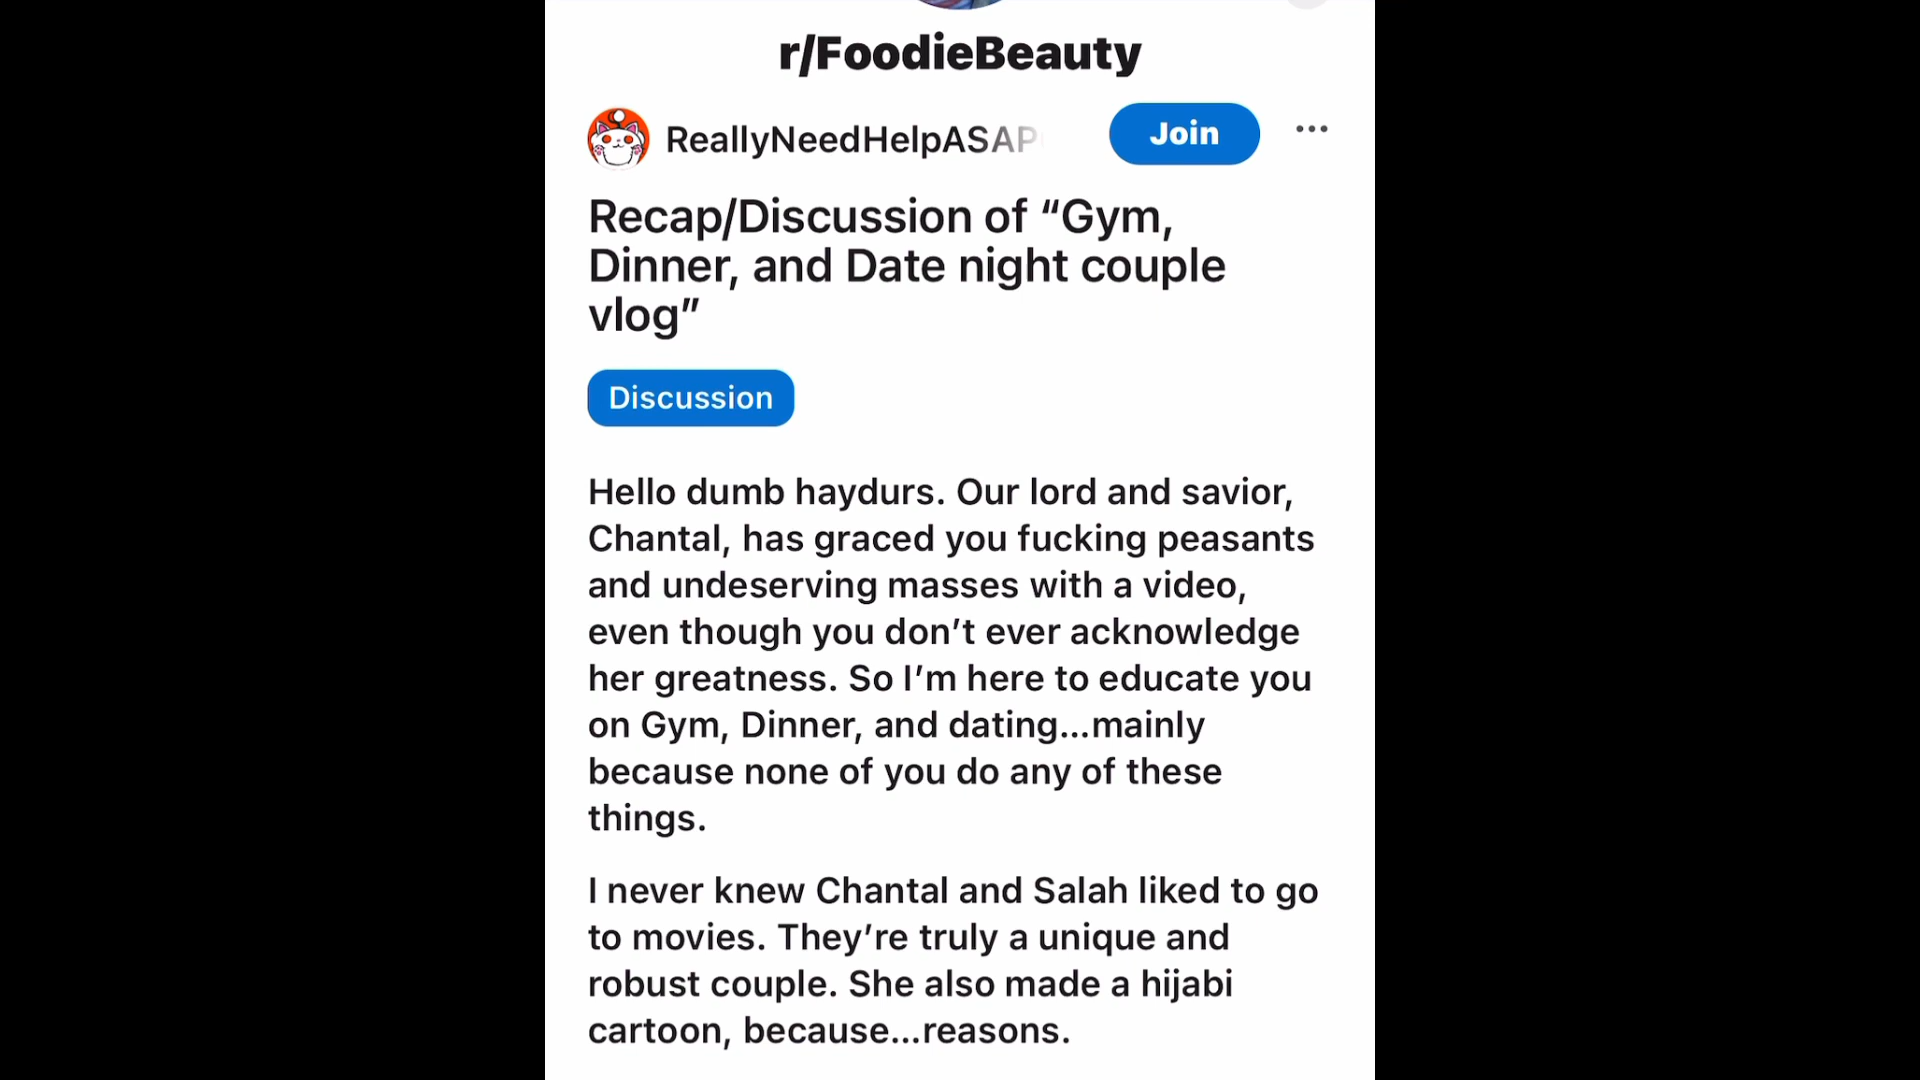 r/FoodieBeauty
ReallyNeedHelpASAP
Join
Recap/Discussion of “Gym,
Dinner, and Date night couple
vlog”
Discussion
Hello dumb haydurs. Our lord and savior,
Chantal, has graced you fucking peasants
and undeserving masses with a video,
even though you don’t ever acknowledge
her greatness. So I’m here to educate you
on Gym, Dinner, and dating...mainly
because none of you do any of these
things.
I never knew Chantal and Salah liked to go
to movies. They’re truly a unique and
robust couple. She also made a hijabi
cartoon, because...reasons.